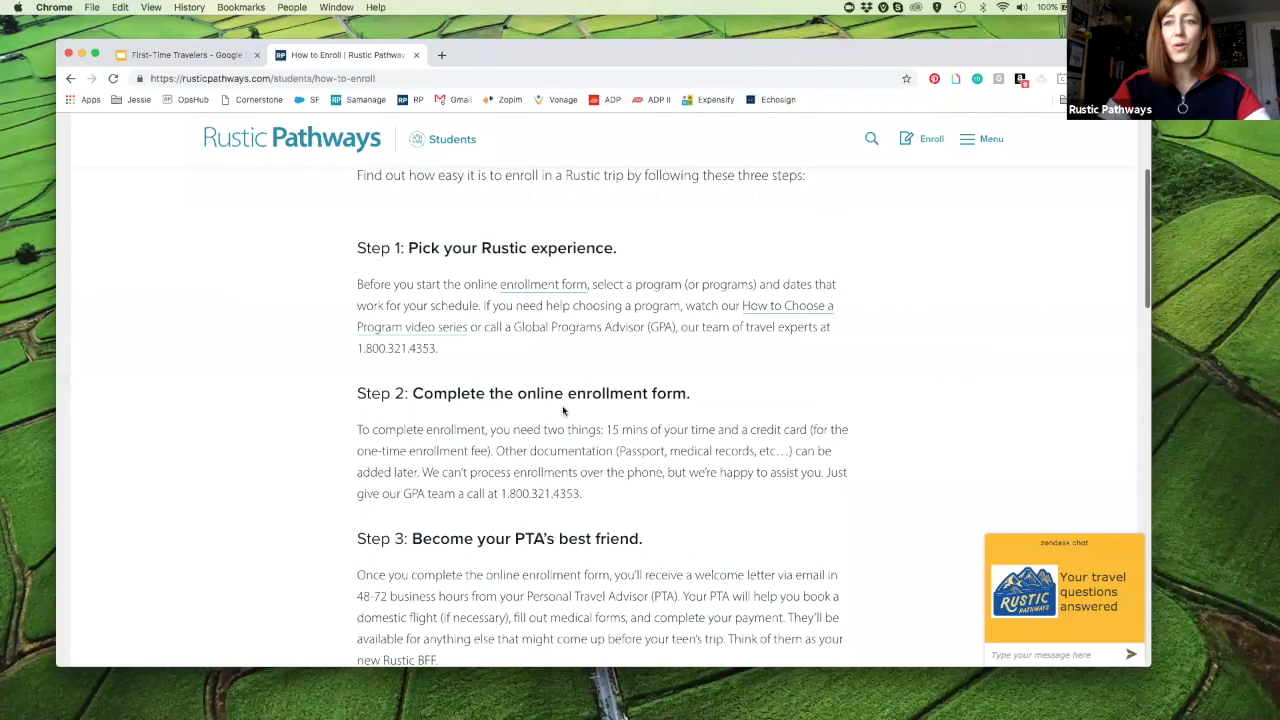 Chrome File Edit View History Bookmarks People Window Help 100%
First-Time Travelers - Google
How to Enroll | Rustic Pathway
https://rusticpathways.com/students/how-to-enroll
Apps Jessie OpsHub Cornerstone SF Samanage RP Gmail Zopim Vonage ADP ADP II Expensify Echosign
Rustic Pathways
Rustic Pathways Students Enroll Menu
Find out how easy it is to enroll in a Rustic trip by following these three steps:
Step 1: Pick your Rustic experience.
Before you start the online enrollment form, select a program (or programs) and dates that
work for your schedule. If you need help choosing a program, watch our How to Choose a
Program video series or call a Global Programs Advisor (GPA), our team of travel experts at
1.800.321.4353.
Step 2: Complete the online enrollment form.
To complete enrollment, you need two things: 15 mins of your time and a credit card (for the
one-time enrollment fee). Other documentation (Passport, medical records, etc…) can be
added later. We can't process enrollments over the phone, but we're happy to assist you. Just
give our GPA team a call at 1.800.321.4353.
Step 3: Become your PTA's best friend.
Once you complete the online enrollment form, you'll receive a welcome letter via email in
48-72 business hours from your Personal Travel Advisor (PTA). Your PTA will help you book a
domestic flight (if necessary), fill out medical forms, and complete your payment. They'll be
available for anything else that might come up before your teen's trip. Think of them as your
new Rustic BFF.
zendesk chat
RUSTIC
PATHWAYS
Your travel
questions
answered
Type your message here